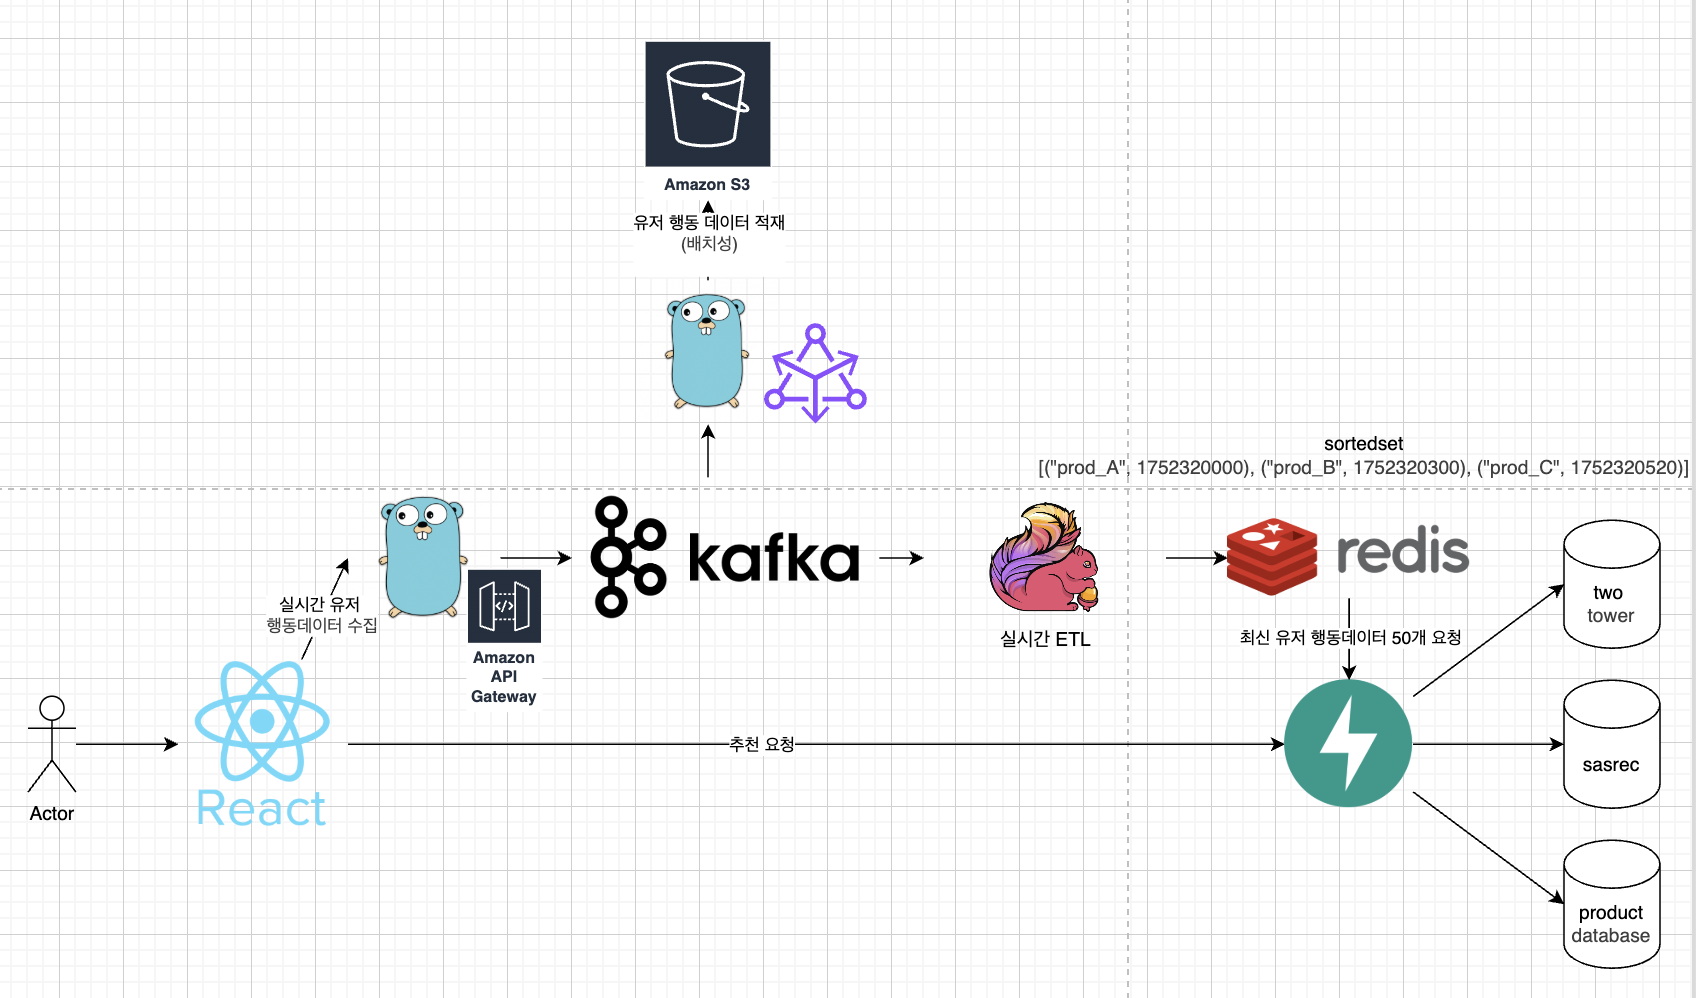 Amazon S3
유저 행동 데이터 적재
(배치성)
sortedset
[("prod_A", 1752320000), ("prod_B", 1752320300), ("prod_C", 1752320520)]
kafka
redis
실시간 유저
행동데이터 수집
실시간 ETL
최신 유저 행동데이터 50개 요청
two
tower
Amazon
API
Gateway
추천 요청
sasrec
React
Actor
product
database